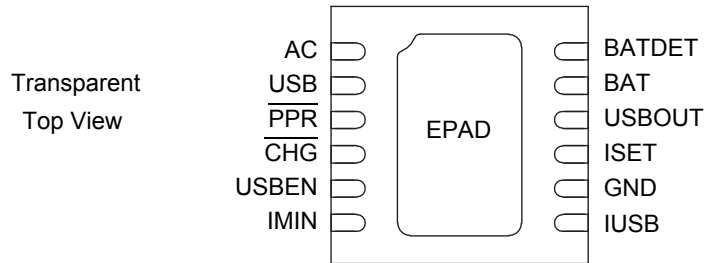 Transparent
Top View
AC
USB
PPR
CHG
USBEN
IMIN
EPAD
BATDET
BAT
USBOUT
ISET
GND
IUSB